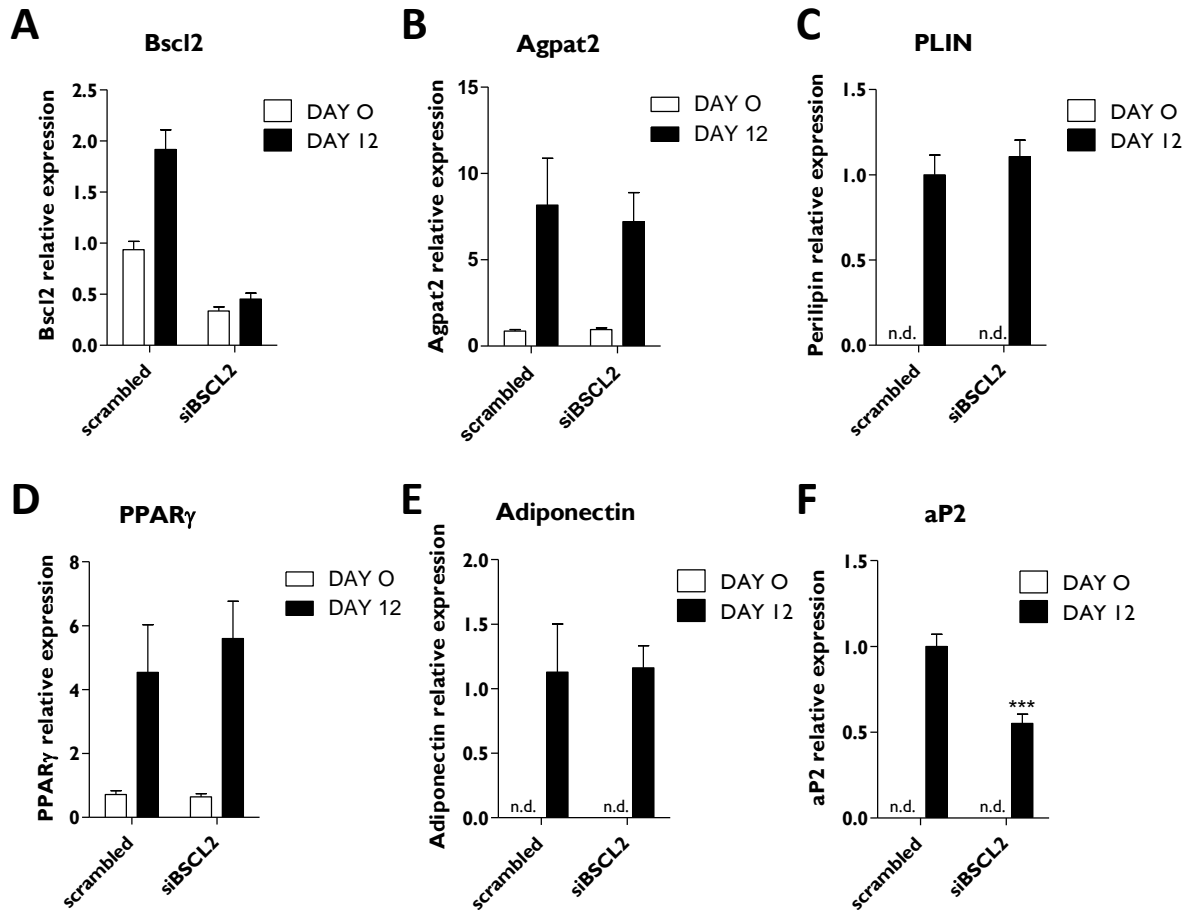 A
Bscl2
Bscl2 relative expression
2.5
2.0
1.5
1.0
0.5
0.0
DAY O
DAY 12
scrambled
siBSCL2
B
Agpat2
Agpat2 relative expression
15
10
5
0
DAY O
DAY 12
scrambled
siBSCL2
C
PLIN
Perilipin relative expression
1.5
1.0
0.5
0.0
n.d.
n.d.
DAY O
DAY 12
scrambled
siBSCL2
D
PPARγ
PPARγ relative expression
8
6
4
2
0
DAY O
DAY 12
scrambled
siBSCL2
E
Adiponectin
Adiponectin relative expression
2.0
1.5
1.0
0.5
0.0
n.d.
n.d.
DAY O
DAY 12
scrambled
siBSCL2
F
aP2
aP2 relative expression
1.5
1.0
0.5
0.0
n.d.
n.d.
***
DAY O
DAY 12
scrambled
siBSCL2